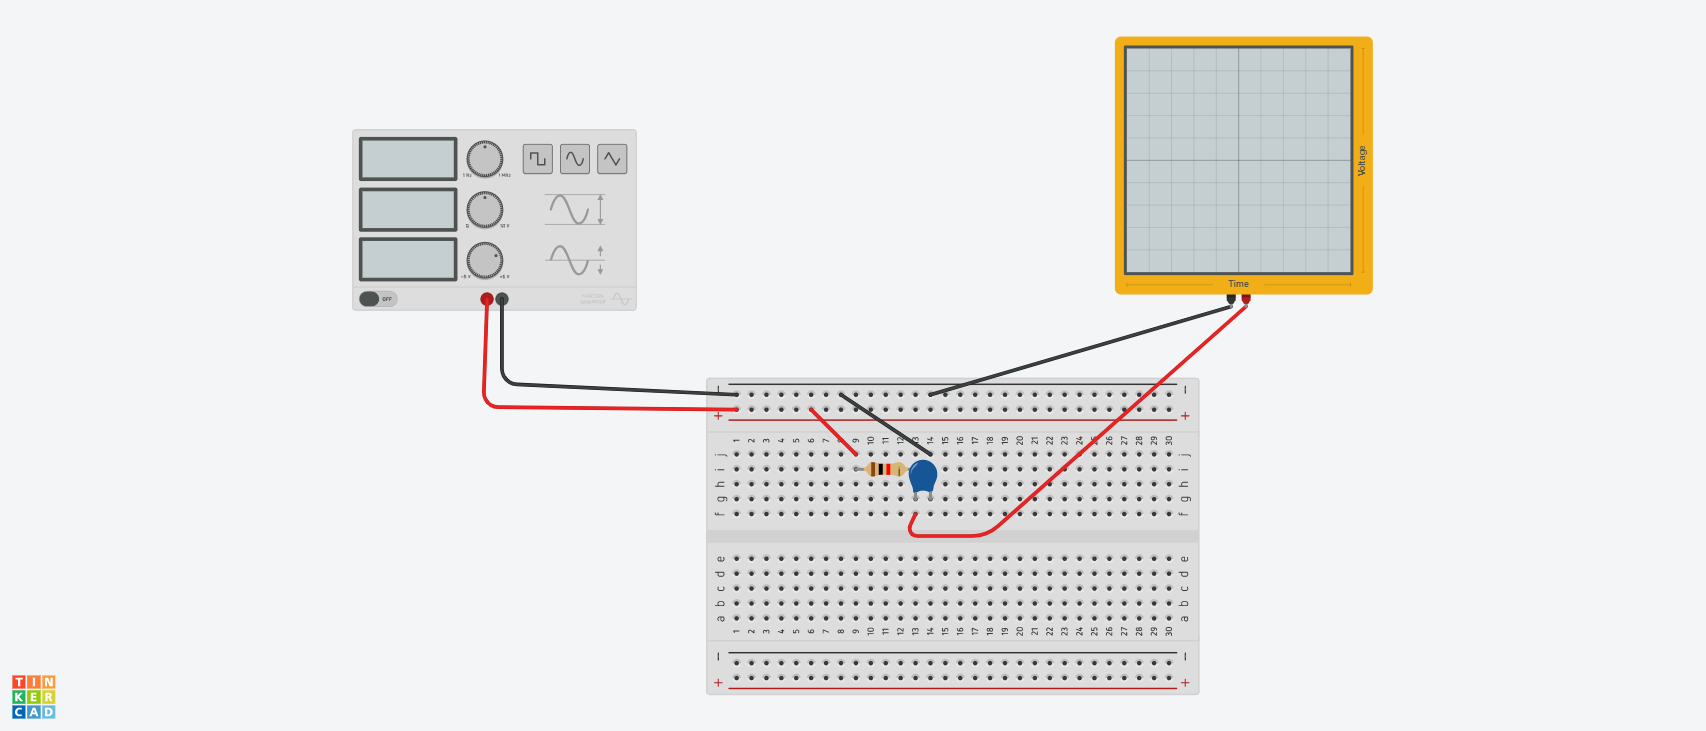 1 Hz 1 MHz
0 10 V
-5 V +5 V
OFF
FUNCTION
GENERATOR
Voltage
Time
− −
+ +
1 2 3 4 5 6 7 8 9 10 11 12 13 14 15 16 17 18 19 20 21 22 23 24 25 26 27 28 29 30
j j
i i
h h
g g
f f
e e
d d
c c
b b
a a
1 2 3 4 5 6 7 8 9 10 11 12 13 14 15 16 17 18 19 20 21 22 23 24 25 26 27 28 29 30
− −
+ +
TIN
KER
CAD